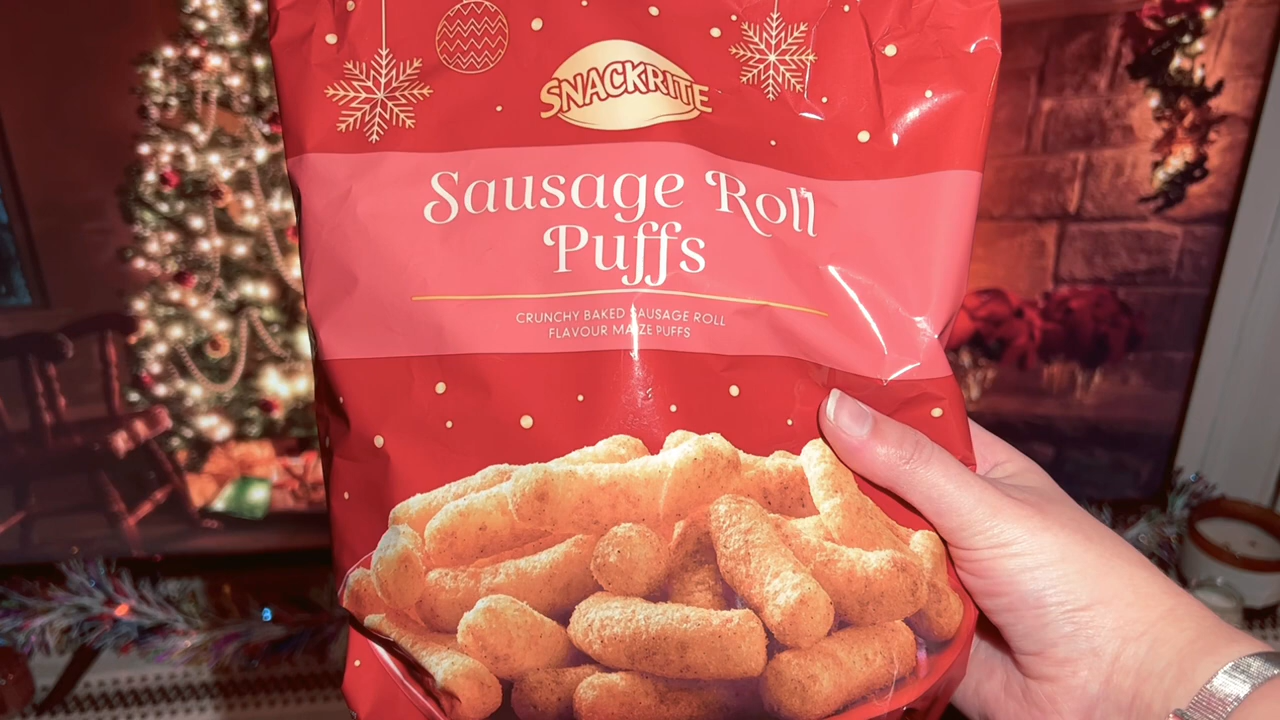 SNACKRITE
Sausage Roll
Puffs
CRUNCHY BAKED SAUSAGE ROLL
FLAVOUR MAIZE PUFFS